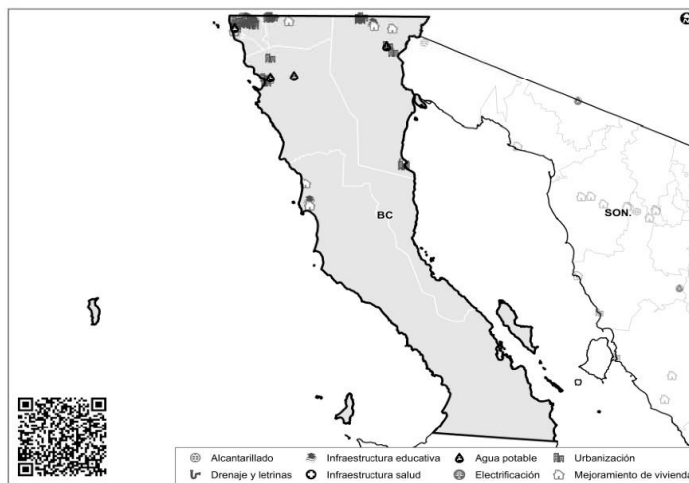 BC
SON.
Alcantarillado Infraestructura educativa Agua potable Urbanización
Drenaje y letrinas Infraestructura salud Electrificación Mejoramiento de vivienda